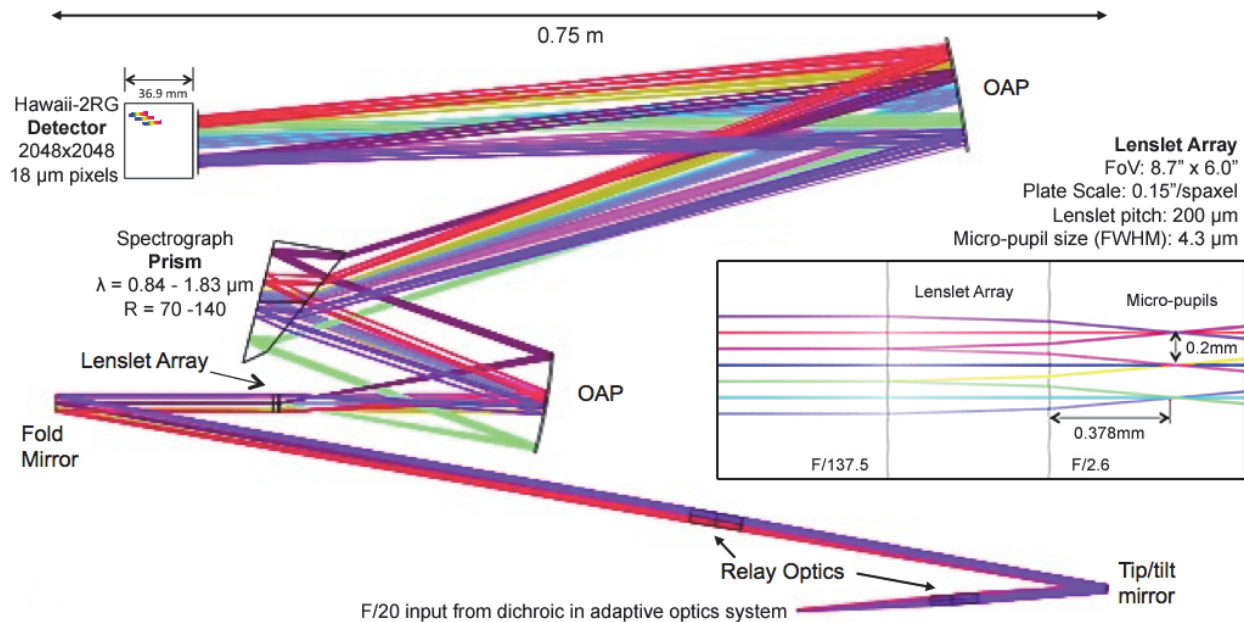 0.75 m
36.9 mm
Hawaii-2RG
Detector
2048x2048
18 µm pixels
OAP
Lenslet Array
FoV: 8.7” x 6.0”
Plate Scale: 0.15”/spaxel
Lenslet pitch: 200 µm
Micro-pupil size (FWHM): 4.3 µm
Spectrograph
Prism
λ = 0.84 - 1.83 µm
R = 70 -140
Lenslet Array
Micro-pupils
0.2mm
0.378mm
F/137.5
F/2.6
Lenslet Array
OAP
Fold
Mirror
Relay Optics
Tip/tilt
mirror
F/20 input from dichroic in adaptive optics system